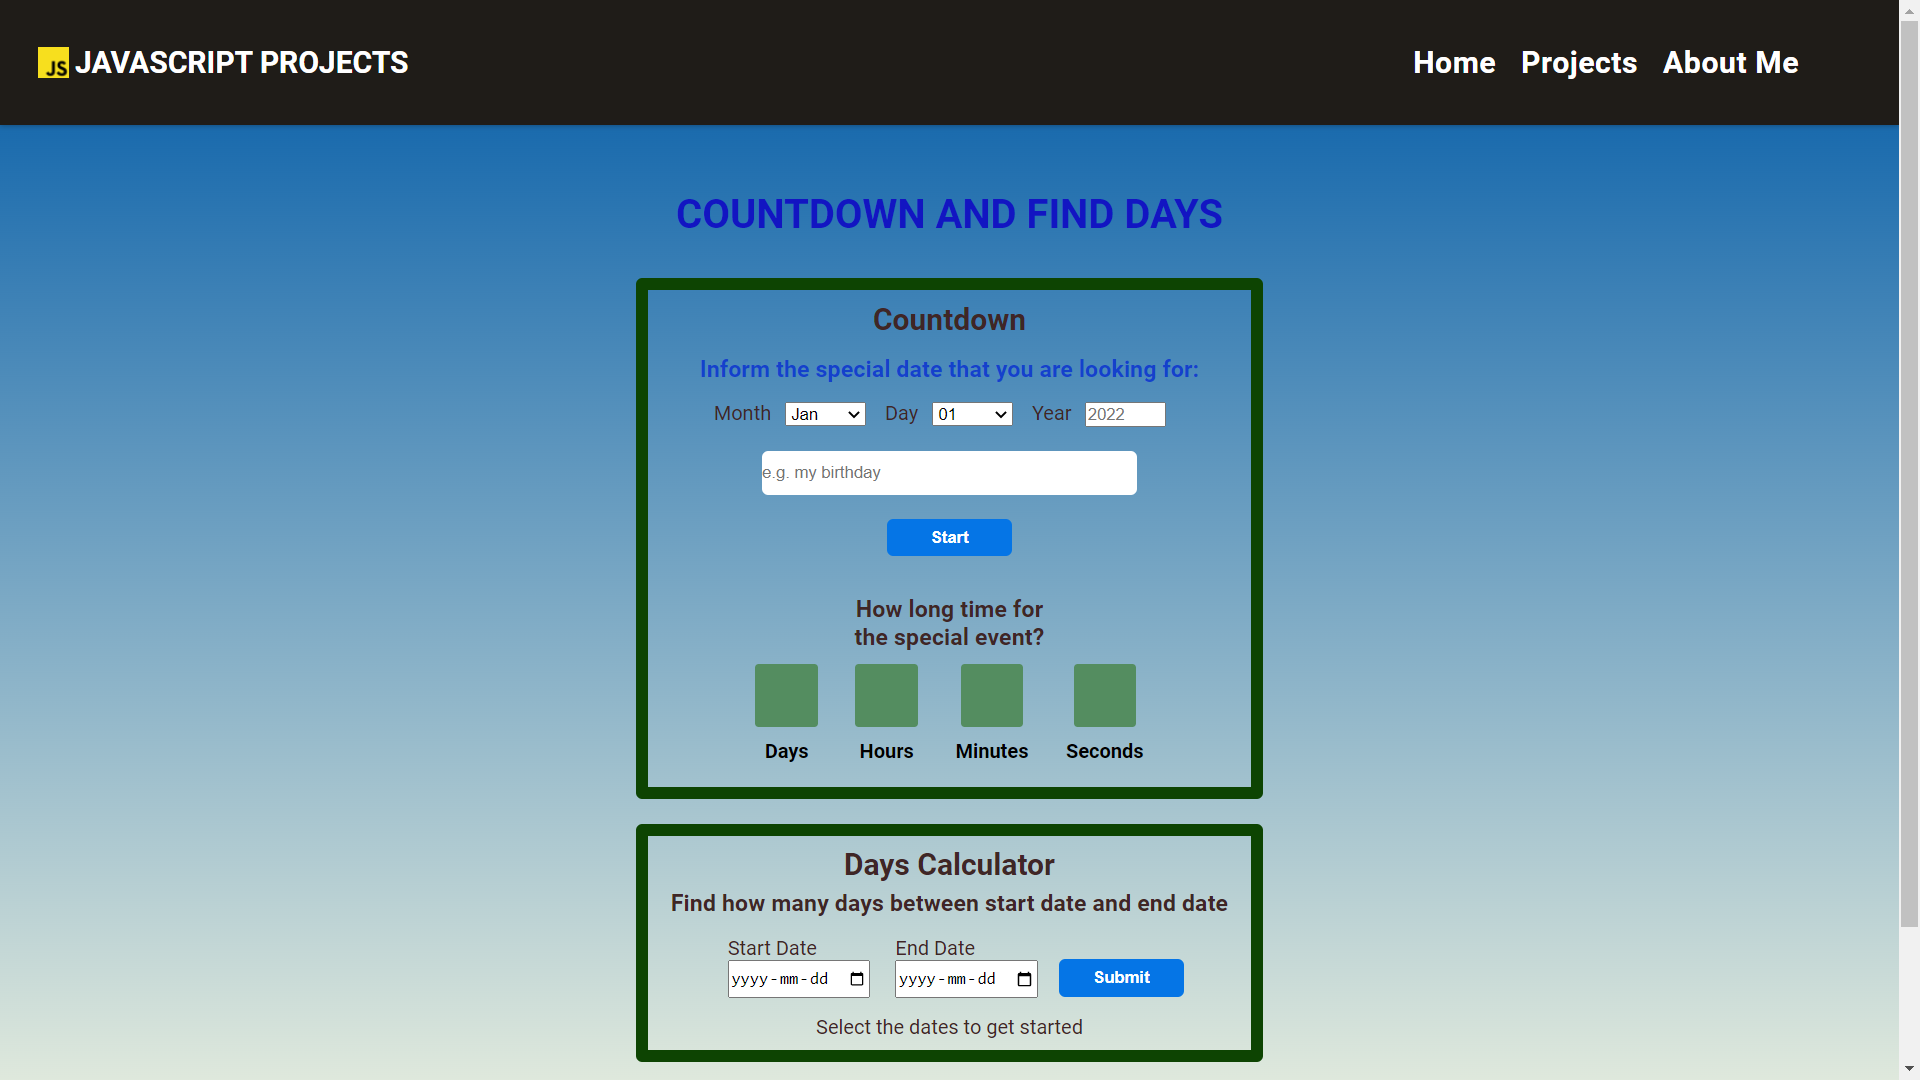 JS JAVASCRIPT PROJECTS
Home Projects About Me
COUNTDOWN AND FIND DAYS
Countdown
Inform the special date that you are looking for:
Month Jan Day 01 Year 2022
e.g. my birthday
Start
How long time for
the special event?
Days Hours Minutes Seconds
Days Calculator
Find how many days between start date and end date
Start Date End Date
yyyy-mm-dd yyyy-mm-dd Submit
Select the dates to get started